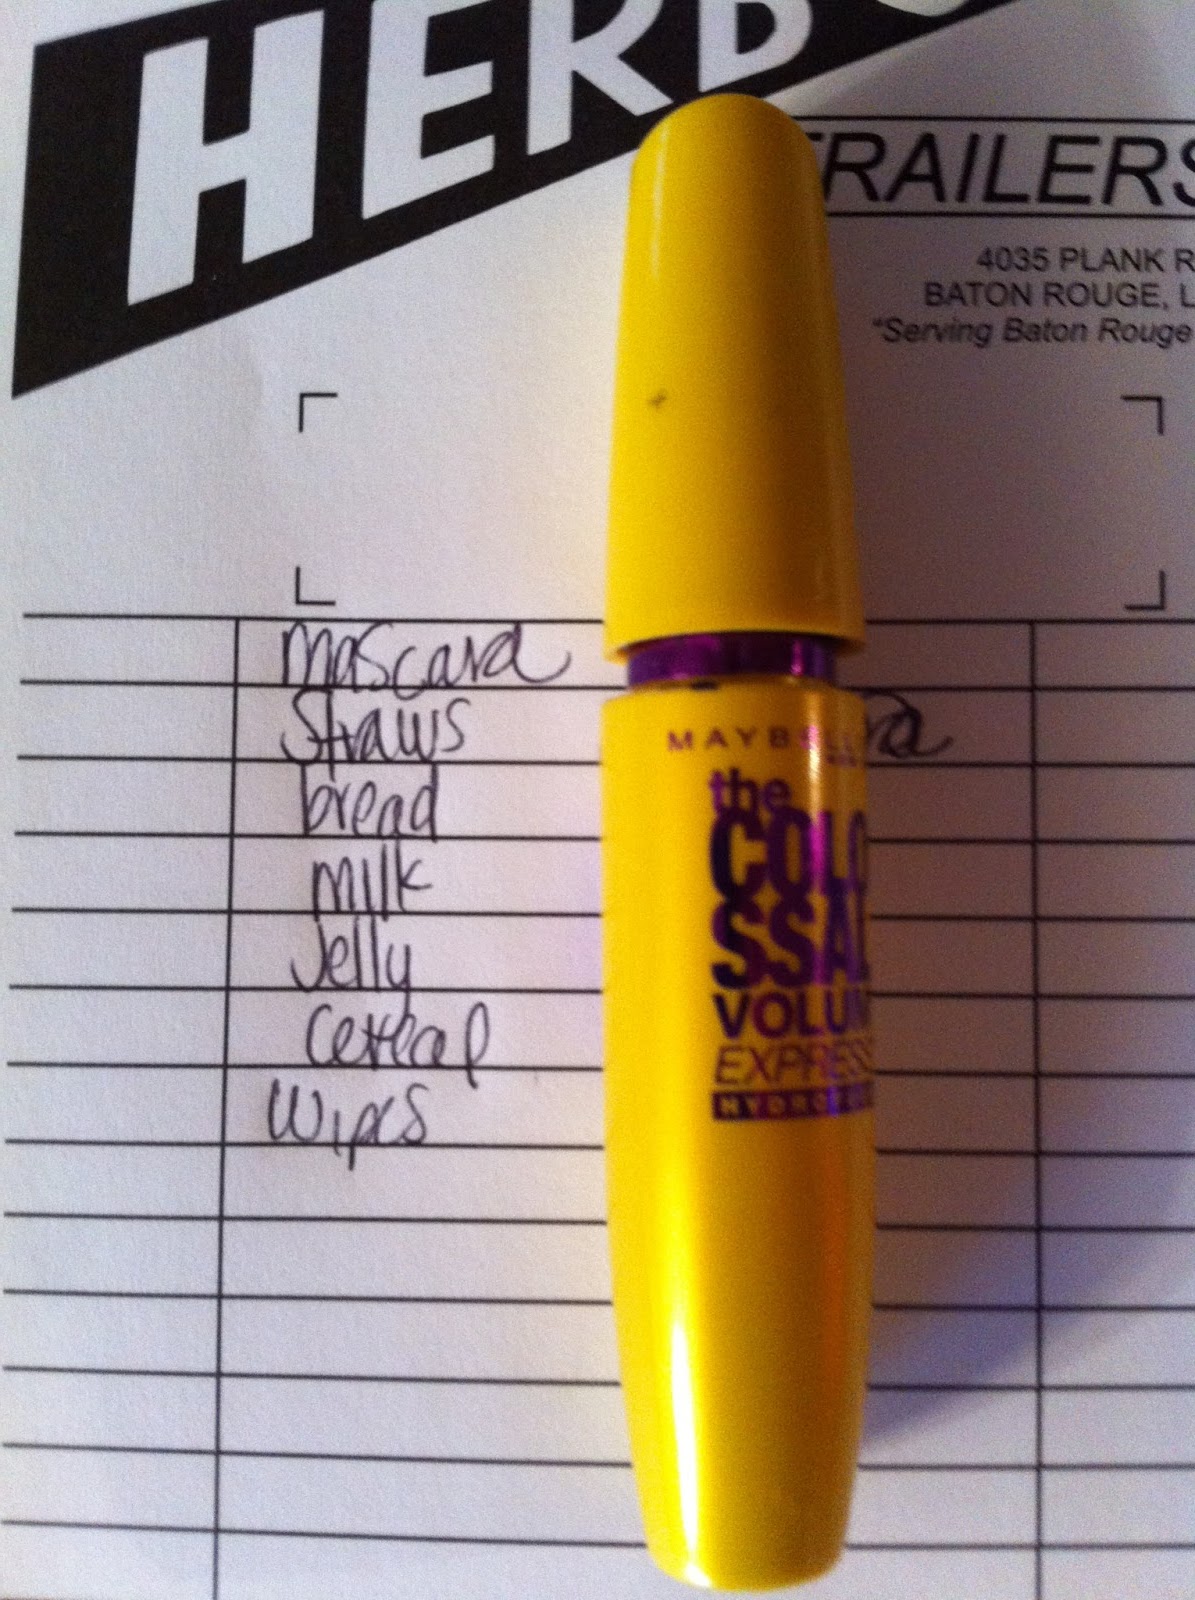 HERB
TRAILERS
4035 PLANK R
BATON ROUGE, L
"Serving Baton Rouge
mascara
Straws
bread
milk
Jelly
cereal
Wipes
MAYBELL
the
COLO
SSAL
VOLUM
EXPRESS